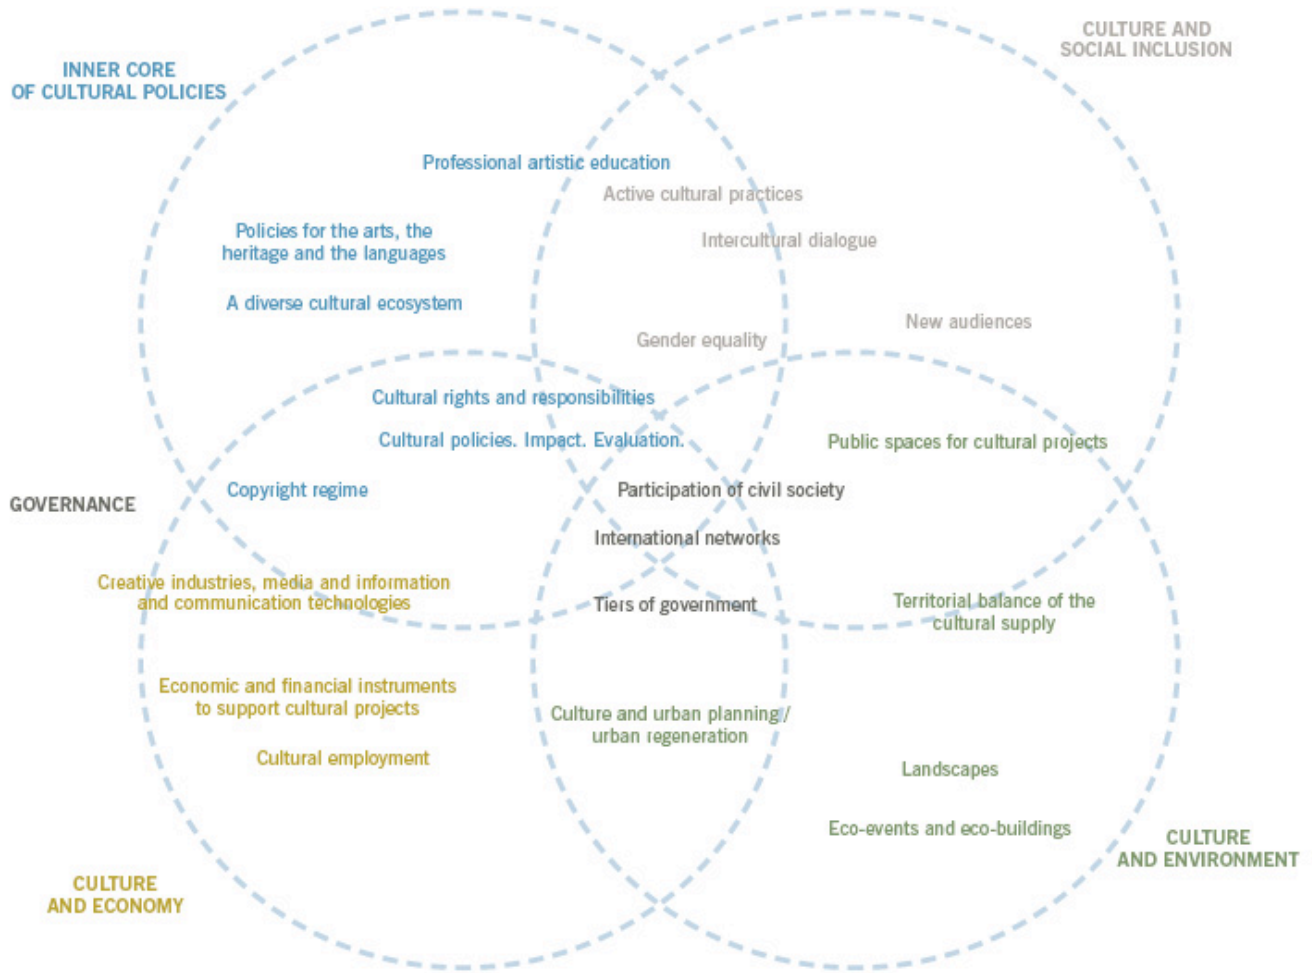 CULTURE AND
SOCIAL INCLUSION
INNER CORE
OF CULTURAL POLICIES
Professional artistic education
Active cultural practices
Policies for the arts, the
heritage and the languages
Intercultural dialogue
A diverse cultural ecosystem
New audiences
Gender equality
Cultural rights and responsibilities
Cultural policies. Impact. Evaluation.
Public spaces for cultural projects
Copyright regime
Participation of civil society
GOVERNANCE
International networks
Creative industries, media and information
and communication technologies
Tiers of government
Territorial balance of the
cultural supply
Economic and financial instruments
to support cultural projects
Culture and urban planning /
urban regeneration
Cultural employment
Landscapes
Eco-events and eco-buildings
CULTURE
AND ENVIRONMENT
CULTURE
AND ECONOMY